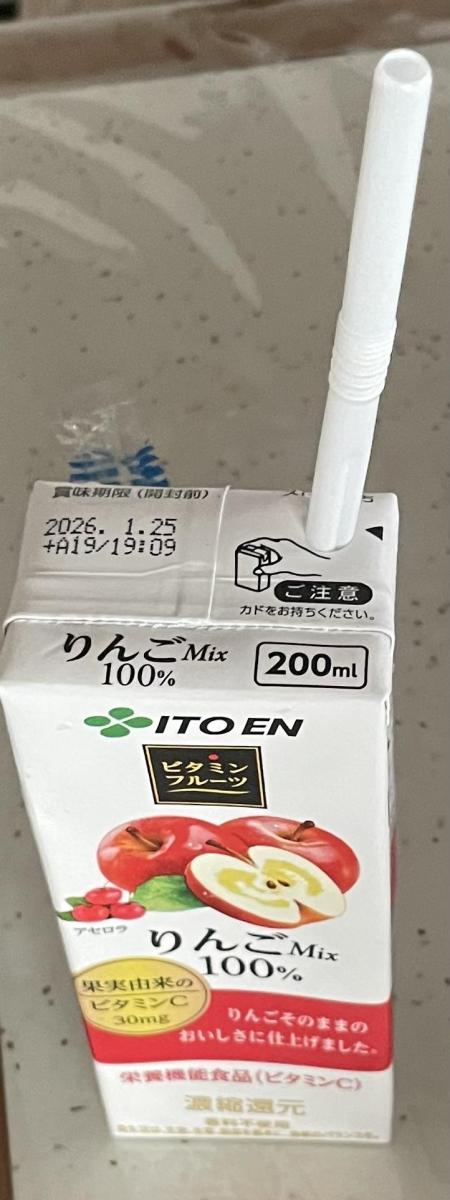 賞味期限(開封前)
2026. 1.25
+A19/19:09
ご注意
カドをお持ちください。
りんごMix
100%
200ml
ITO EN
ビタミン
フルーツ
アセロラ
りんごMix
100%
果実由来の
ビタミンC
30mg
りんごそのままの
おいしさに仕上げました。
栄養機能食品(ビタミンC)
濃縮還元
香料不使用